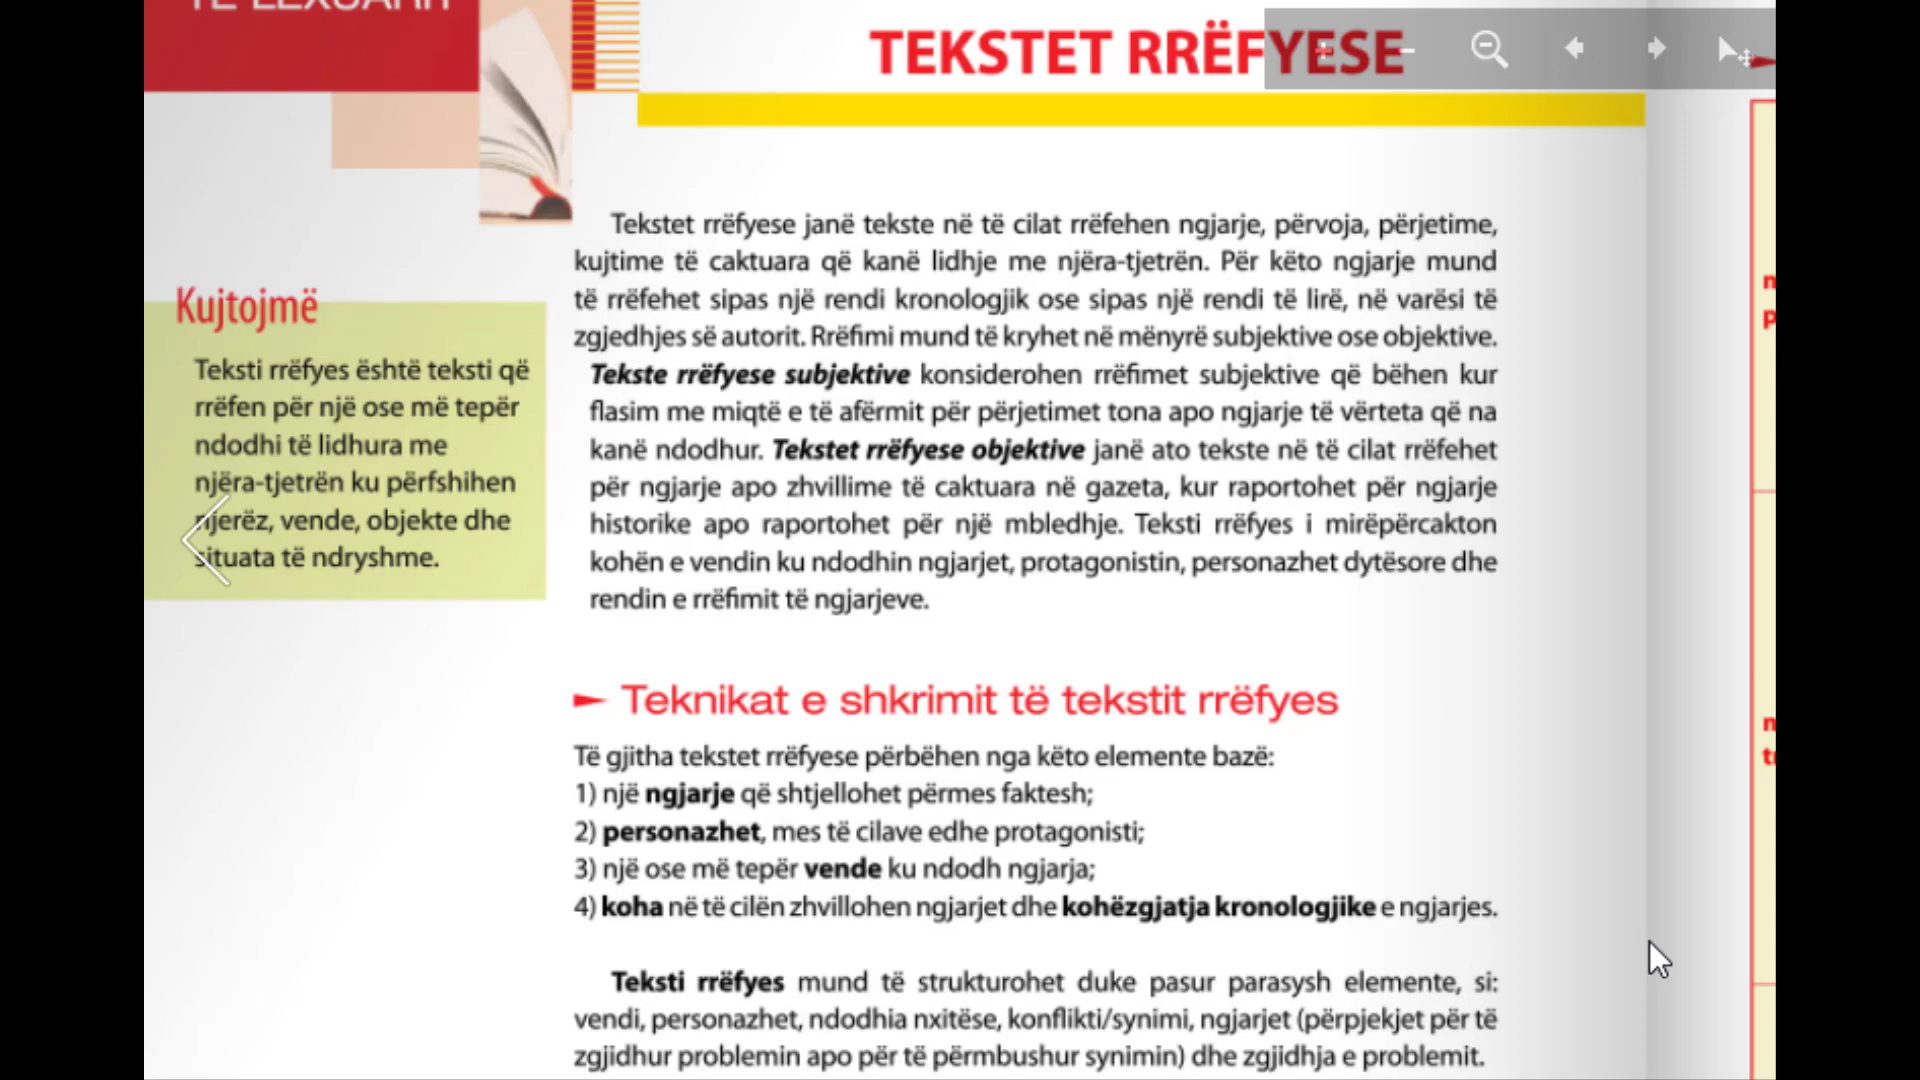 TË LEXUARIT
TEKSTET RRËFYESE
Kujtojmë
Teksti rrëfyes është teksti që
rrëfen për një ose më tepër
ndodhi të lidhura me
njëra-tjetrën ku përfshihen
njerëz, vende, objekte dhe
situata të ndryshme.
Tekstet rrëfyese janë tekste në të cilat rrëfehen ngjarje, përvoja, përjetime,
kujtime të caktuara që kanë lidhje me njëra-tjetrën. Për këto ngjarje mund
të rrëfehet sipas një rendi kronologjik ose sipas një rendi të lirë, në varësi të
zgjedhjes së autorit. Rrëfimi mund të kryhet në mënyrë subjektive ose objektive.
Tekste rrëfyese subjektive konsiderohen rrëfimet subjektive që bëhen kur
flasim me miqtë e të afërmit për përjetimet tona apo ngjarje të vërteta që na
kanë ndodhur. Tekstet rrëfyese objektive janë ato tekste në të cilat rrëfehet
për ngjarje apo zhvillime të caktuara në gazeta, kur raportohet për ngjarje
historike apo raportohet për një mbledhje. Teksti rrëfyes i mirëpërcakton
kohën e vendin ku ndodhin ngjarjet, protagonistin, personazhet dytësore dhe
rendin e rrëfimit të ngjarjeve.
Teknikat e shkrimit të tekstit rrëfyes
Të gjitha tekstet rrëfyese përbëhen nga këto elemente bazë:
1) një ngjarje që shtjellohet përmes faktesh;
2) personazhet, mes të cilave edhe protagonisti;
3) një ose më tepër vende ku ndodh ngjarja;
4) koha në të cilën zhvillohen ngjarjet dhe kohëzgjatja kronologjike e ngjarjes.
Teksti rrëfyes mund të strukturohet duke pasur parasysh elemente, si:
vendi, personazhet, ndodhia nxitëse, konflikti/synimi, ngjarjet (përpjekjet për të
zgjidhur problemin apo për të përmbushur synimin) dhe zgjidhja e problemit.